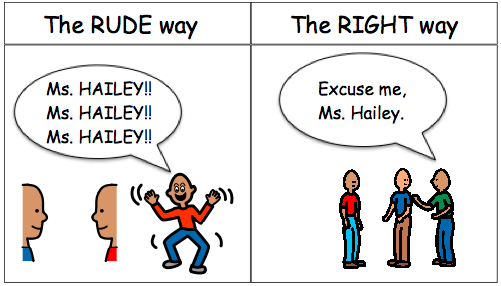 The RUDE way
The RIGHT way
Ms. HAILEY!!
Ms. HAILEY!!
Ms. HAILEY!!
Excuse me,
Ms. Hailey.